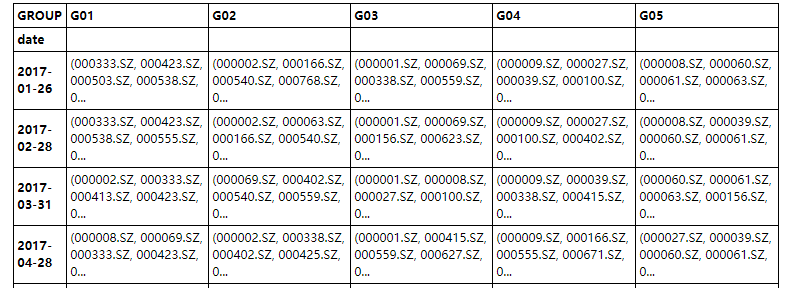 GROUP G01 G02 G03 G04 G05
date
2017-01-26 (000333.SZ, 000423.SZ, 000503.SZ, 000538.SZ, 0... (000002.SZ, 000166.SZ, 000540.SZ, 000768.SZ, 0... (000001.SZ, 000069.SZ, 000338.SZ, 000559.SZ, 0... (000009.SZ, 000027.SZ, 000039.SZ, 000100.SZ, 0... (000008.SZ, 000060.SZ, 000061.SZ, 000063.SZ, 0...
2017-02-28 (000333.SZ, 000423.SZ, 000538.SZ, 000555.SZ, 0... (000002.SZ, 000063.SZ, 000166.SZ, 000540.SZ, 0... (000001.SZ, 000069.SZ, 000156.SZ, 000623.SZ, 0... (000009.SZ, 000027.SZ, 000100.SZ, 000402.SZ, 0... (000008.SZ, 000039.SZ, 000060.SZ, 000061.SZ, 0...
2017-03-31 (000002.SZ, 000333.SZ, 000413.SZ, 000423.SZ, 0... (000069.SZ, 000402.SZ, 000540.SZ, 000559.SZ, 0... (000001.SZ, 000008.SZ, 000027.SZ, 000100.SZ, 0... (000009.SZ, 000039.SZ, 000338.SZ, 000415.SZ, 0... (000060.SZ, 000061.SZ, 000063.SZ, 000156.SZ, 0...
2017-04-28 (000008.SZ, 000069.SZ, 000333.SZ, 000423.SZ, 0... (000002.SZ, 000338.SZ, 000402.SZ, 000425.SZ, 0... (000001.SZ, 000415.SZ, 000559.SZ, 000627.SZ, 0... (000009.SZ, 000166.SZ, 000555.SZ, 000671.SZ, 0... (000027.SZ, 000039.SZ, 000060.SZ, 000061.SZ, 0...